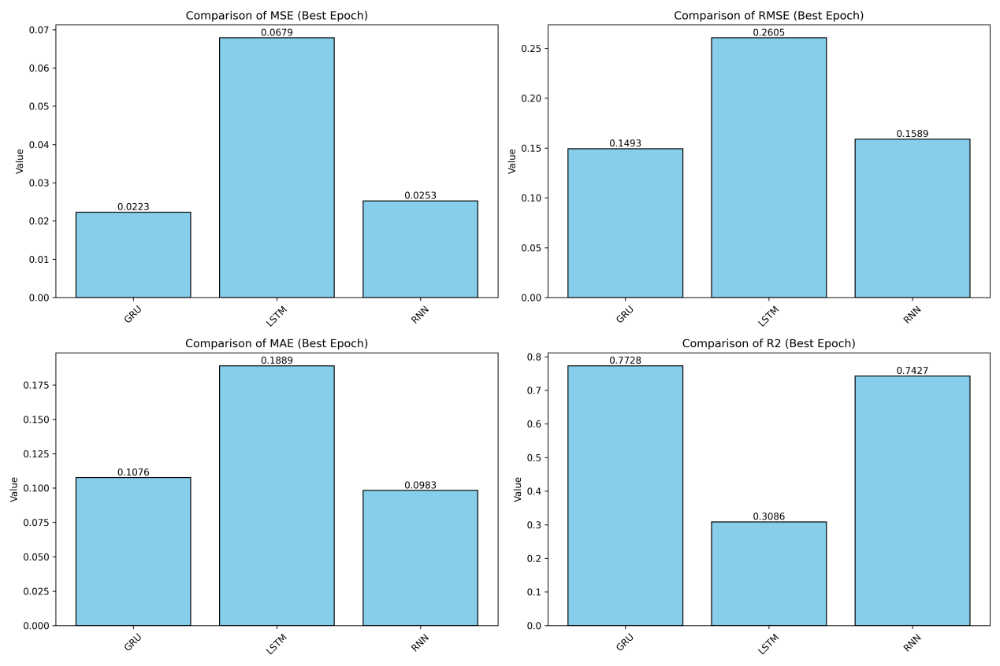 Comparison of MSE (Best Epoch)
Value
0.07
0.06
0.05
0.04
0.03
0.02
0.01
0.00
0.0223
0.0679
0.0253
GRU
LSTM
RNN
Comparison of RMSE (Best Epoch)
Value
0.25
0.20
0.15
0.10
0.05
0.00
0.1493
0.2605
0.1589
GRU
LSTM
RNN
Comparison of MAE (Best Epoch)
Value
0.175
0.150
0.125
0.100
0.075
0.050
0.025
0.000
0.1076
0.1889
0.0983
GRU
LSTM
RNN
Comparison of R2 (Best Epoch)
Value
0.8
0.7
0.6
0.5
0.4
0.3
0.2
0.1
0.0
0.7728
0.3086
0.7427
GRU
LSTM
RNN